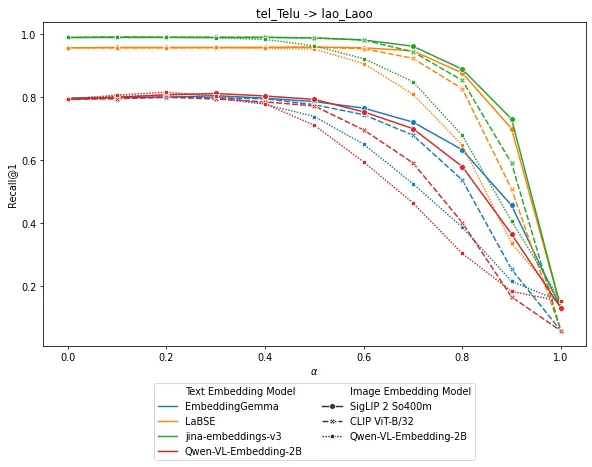 tel_Telu -> lao_Laoo
1.0
0.8
0.6
0.4
0.2
Recall@1
0.0 0.2 0.4 0.6 0.8 1.0
α
Text Embedding Model
EmbeddingGemma
LaBSE
jina-embeddings-v3
Qwen-VL-Embedding-2B
Image Embedding Model
SigLIP 2 So400m
CLIP ViT-B/32
Qwen-VL-Embedding-2B